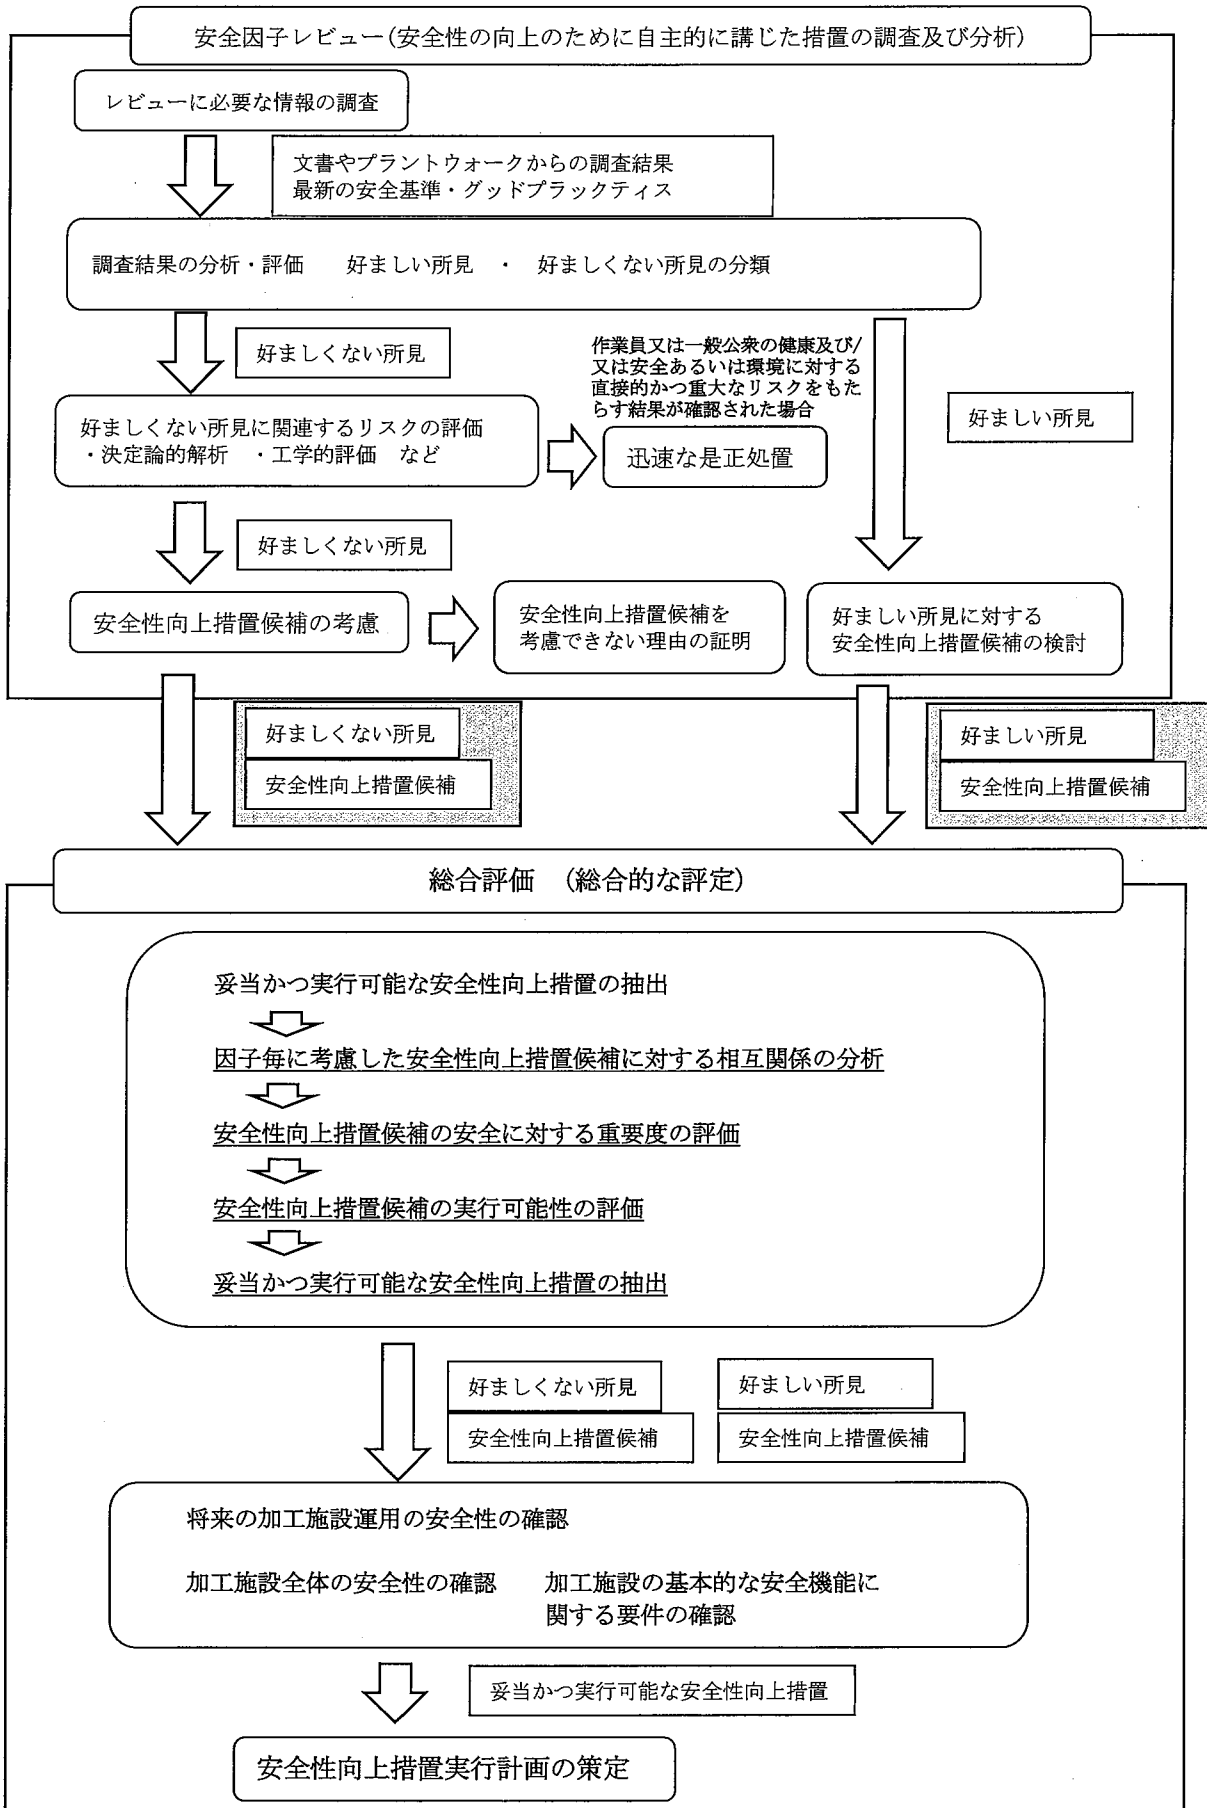 安全因子レビュー(安全性の向上のために自主的に講じた措置の調査及び分析)
レビューに必要な情報の調査
文書やプラントウォークからの調査結果
最新の安全基準・グッドプラックティス
調査結果の分析・評価　好ましい所見　・　好ましくない所見の分類
好ましくない所見
作業員又は一般公衆の健康及び/
又は安全あるいは環境に対する
直接的かつ重大なリスクをもた
らす結果が確認された場合
好ましい所見
好ましくない所見に関連するリスクの評価
・決定論的解析　・工学的評価　など
迅速な是正処置
好ましくない所見
安全性向上措置候補の考慮
安全性向上措置候補を
考慮できない理由の証明
好ましい所見に対する
安全性向上措置候補の検討
好ましくない所見
安全性向上措置候補
好ましい所見
安全性向上措置候補
総合評価　(総合的な評定)
妥当かつ実行可能な安全性向上措置の抽出
因子毎に考慮した安全性向上措置候補に対する相互関係の分析
安全性向上措置候補の安全に対する重要度の評価
安全性向上措置候補の実行可能性の評価
妥当かつ実行可能な安全性向上措置の抽出
好ましくない所見
安全性向上措置候補
好ましい所見
安全性向上措置候補
将来の加工施設運用の安全性の確認
加工施設全体の安全性の確認
加工施設の基本的な安全機能に
関する要件の確認
妥当かつ実行可能な安全性向上措置
安全性向上措置実行計画の策定